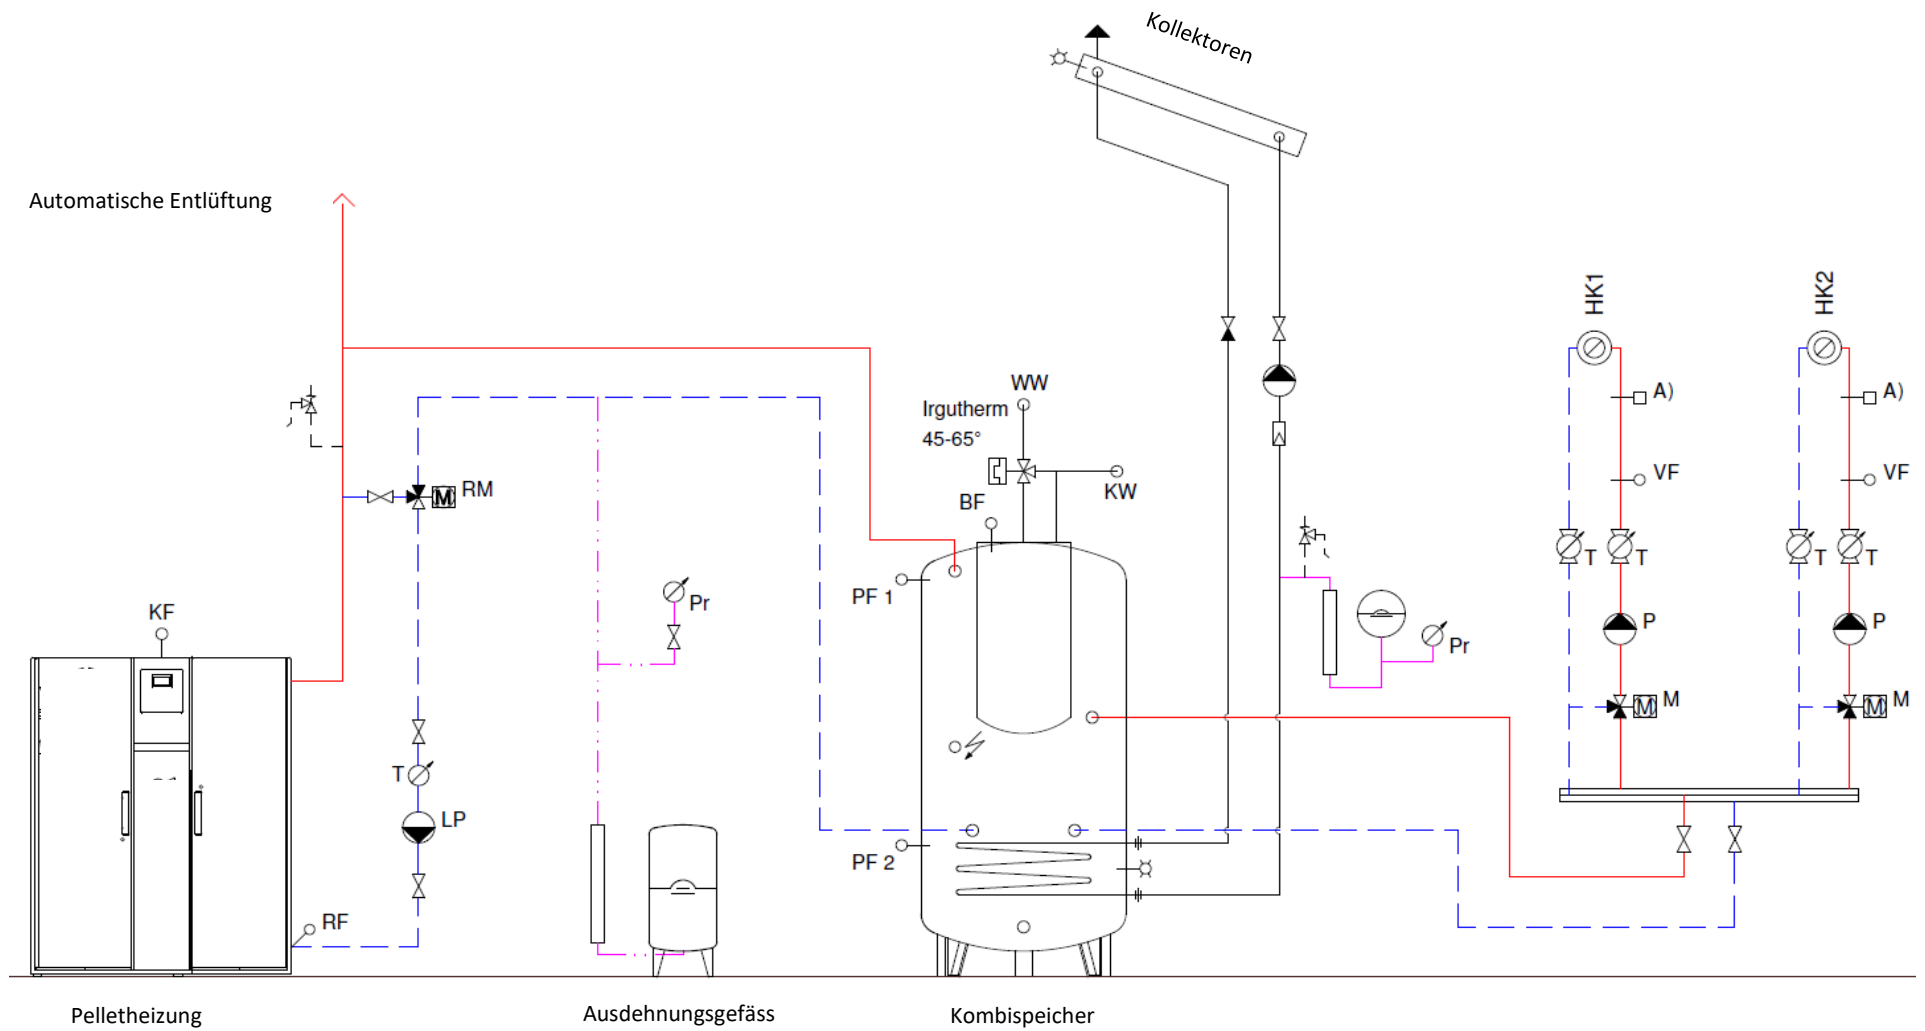 Kollektoren
Automatische Entlüftung
HK1
HK2
WW
Irgutherm
45-65°
A)
A)
KW
BF
VF
VF
M
RM
T
T
T
T
PF 1
Pr
KF
P
P
Pr
M
M
M
M
T
LP
PF 2
RF
Pelletheizung
Ausdehnungsgefäss
Kombispeicher